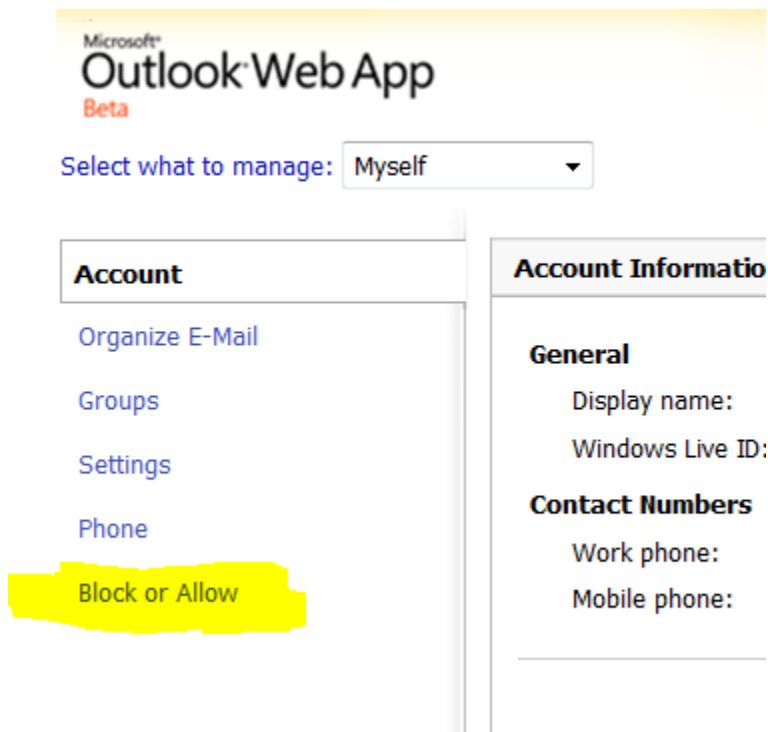 Microsoft®
Outlook Web App
Beta
Select what to manage: Myself
Account
Organize E-Mail
Groups
Settings
Phone
Block or Allow
Account Informatio
General
Display name:
Windows Live ID:
Contact Numbers
Work phone:
Mobile phone: